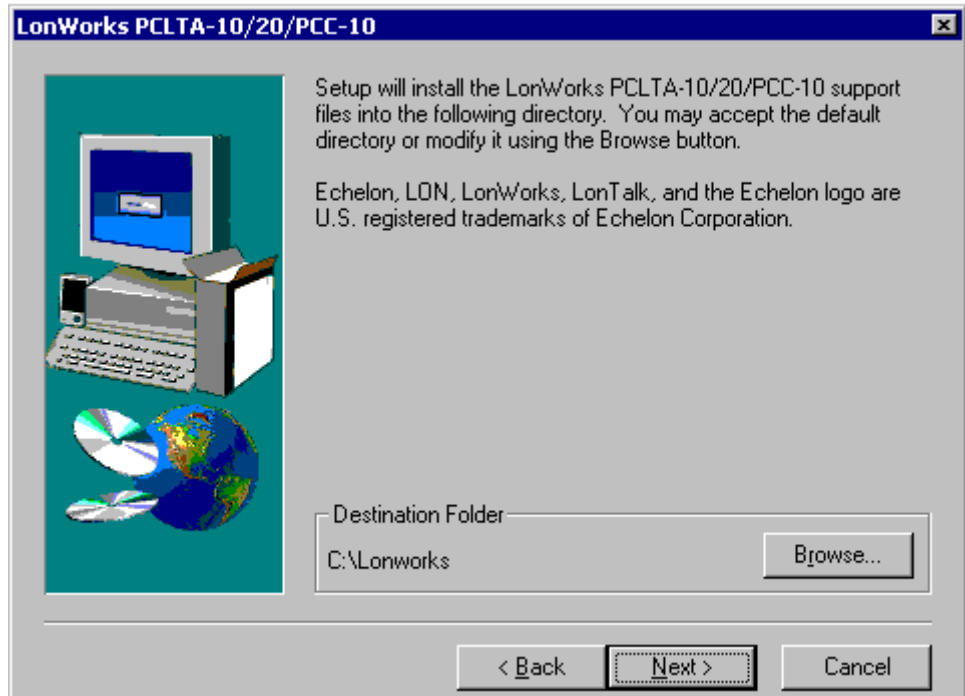 LonWorks PCLTA-10/20/PCC-10
Setup will install the LonWorks PCLTA-10/20/PCC-10 support
files into the following directory. You may accept the default
directory or modify it using the Browse button.
Echelon, LON, LonWorks, LonTalk, and the Echelon logo are
U.S. registered trademarks of Echelon Corporation.
Destination Folder
C:\Lonworks
Browse...
< Back
Next >
Cancel